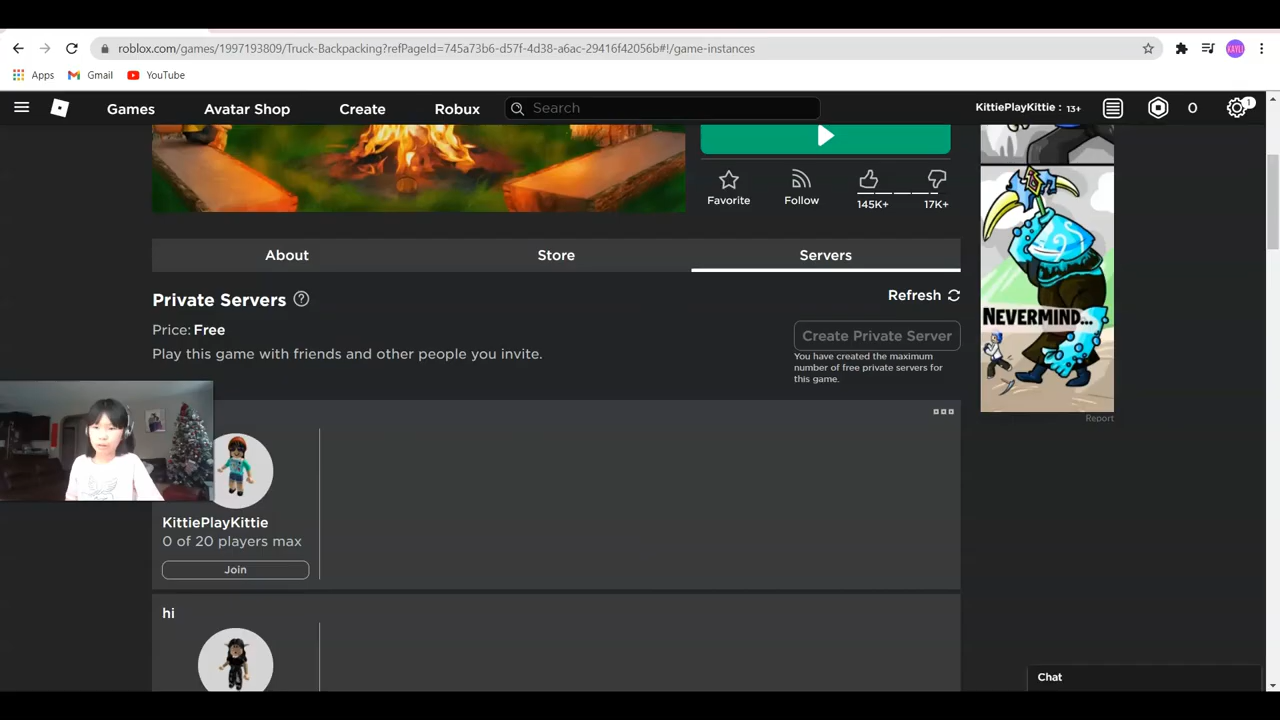 roblox.com/games/1997193809/Truck-Backpacking?refPageId=745a73b6-d57f-4d38-a6ac-29416f42056b#!/game-instances
KAYLI
Apps Gmail YouTube
Games Avatar Shop Create Robux Search KittiePlayKittie : 13+ 0 1
Favorite Follow 145K+ 17K+
About Store Servers
Private Servers ? Refresh
Price: Free
Create Private Server
Play this game with friends and other people you invite.
You have created the maximum
number of free private servers for
this game.
NEVERMIND...
Report
KittiePlayKittie
0 of 20 players max
Join
hi
Chat